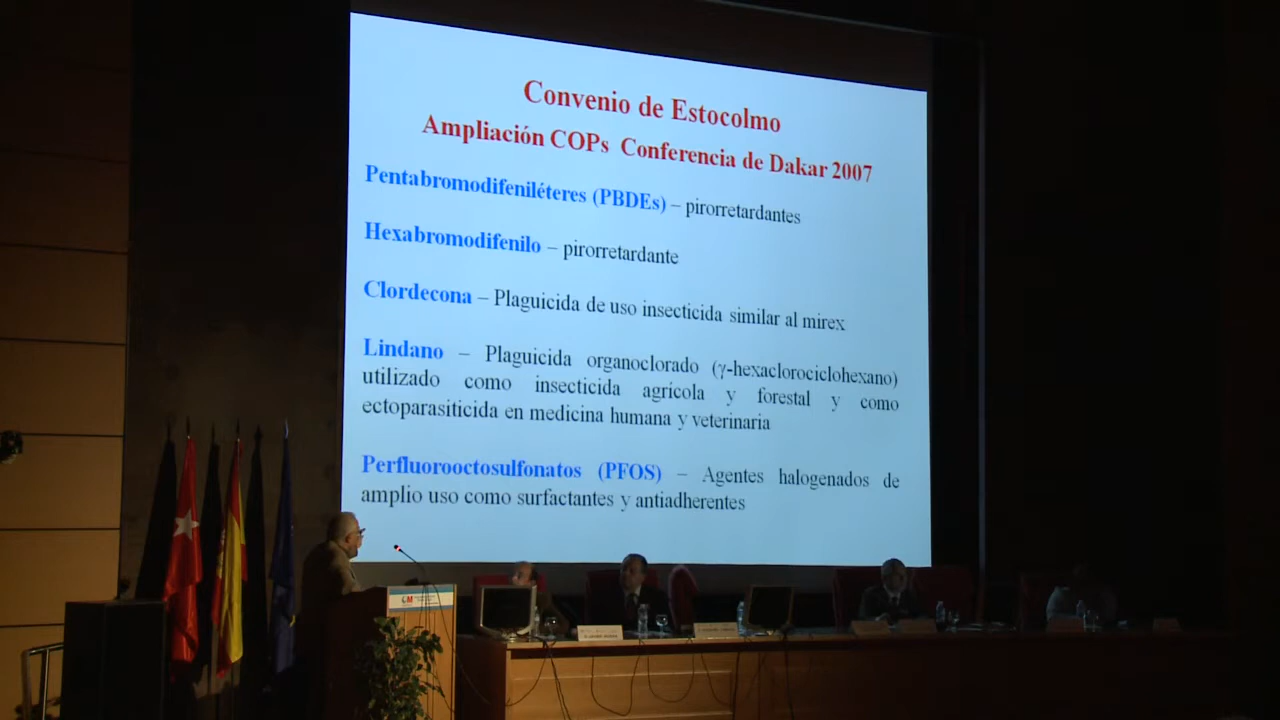 Convenio de Estocolmo
Ampliación COPs Conferencia de Dakar 2007
Pentabromodifeniléteres (PBDEs) – pirorretardantes
Hexabromodifenilo – pirorretardante
Clordecona – Plaguicida de uso insecticida similar al mirex
Lindano – Plaguicida organoclorado (γ-hexaclorociclohexano)
utilizado como insecticida agrícola y forestal y como
ectoparasiticida en medicina humana y veterinaria
Perfluorooctosulfonatos (PFOS) – Agentes halogenados de
amplio uso como surfactantes y antiadherentes